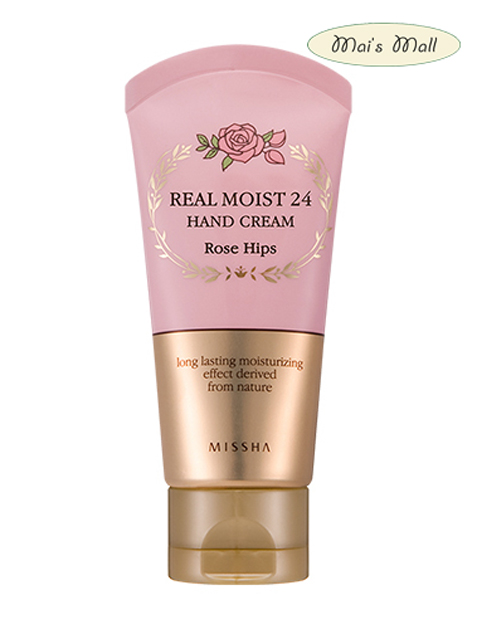 Mai's Mall
REAL MOIST 24
HAND CREAM
Rose Hips
long lasting moisturizing
effect derived
from nature
MISSHA